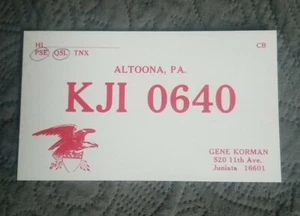 HI CB
PSE QSL TNX
ALTOONA, PA.
KJI 0640
GENE KORMAN
520 11th Ave.
Juniata 16601